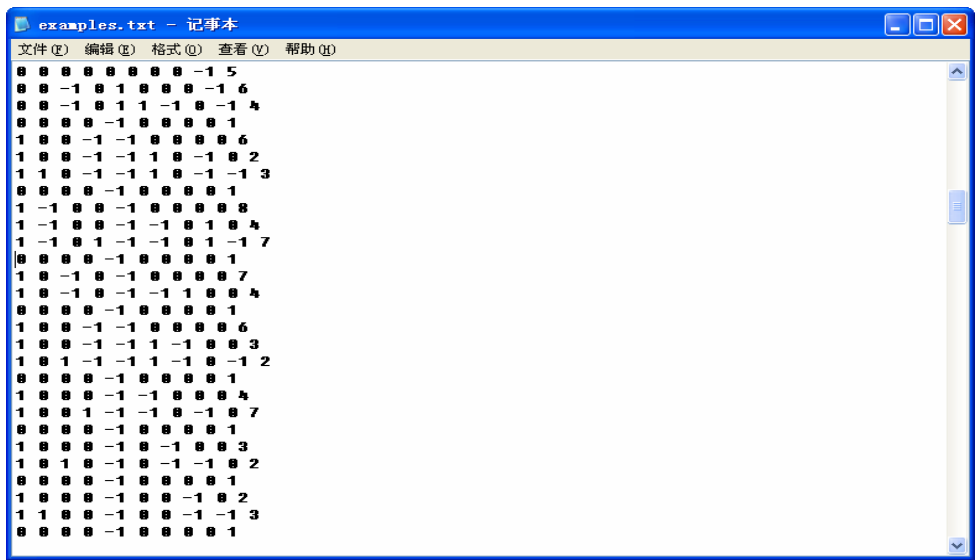 examples.txt - 记事本
文件(F) 编辑(E) 格式(O) 查看(V) 帮助(H)
0 0 0 0 0 0 0 0 -1 5
0 0 -1 0 1 0 0 0 -1 6
0 0 -1 0 1 1 -1 0 -1 4
0 0 0 0 -1 0 0 0 0 1
1 0 0 -1 -1 0 0 0 0 6
1 0 0 -1 -1 1 0 -1 0 2
1 1 0 -1 -1 1 0 -1 -1 3
0 0 0 0 -1 0 0 0 0 1
1 -1 0 0 -1 0 0 0 0 8
1 -1 0 0 -1 -1 0 1 0 4
1 -1 0 1 -1 -1 0 1 -1 7
0 0 0 0 -1 0 0 0 0 1
1 0 -1 0 -1 0 0 0 0 7
1 0 -1 0 -1 -1 1 0 0 4
0 0 0 0 -1 0 0 0 0 1
1 0 0 -1 -1 0 0 0 0 6
1 0 0 -1 -1 1 -1 0 0 3
1 0 1 -1 -1 1 -1 0 -1 2
0 0 0 0 -1 0 0 0 0 1
1 0 0 0 -1 -1 0 0 0 4
1 0 0 1 -1 -1 0 -1 0 7
0 0 0 0 -1 0 0 0 0 1
1 0 0 0 -1 0 -1 0 0 3
1 0 1 0 -1 0 -1 -1 0 2
0 0 0 0 -1 0 0 0 0 1
1 0 0 0 -1 0 0 -1 0 2
1 1 0 0 -1 0 0 -1 -1 3
0 0 0 0 -1 0 0 0 0 1